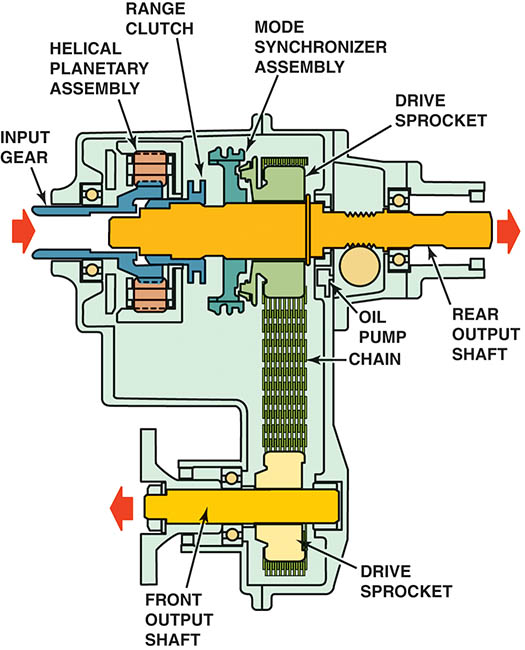 RANGE
CLUTCH
MODE
SYNCHRONIZER
ASSEMBLY
HELICAL
PLANETARY
ASSEMBLY
DRIVE
SPROCKET
INPUT
GEAR
OIL
PUMP
REAR
OUTPUT
SHAFT
CHAIN
DRIVE
SPROCKET
FRONT
OUTPUT
SHAFT